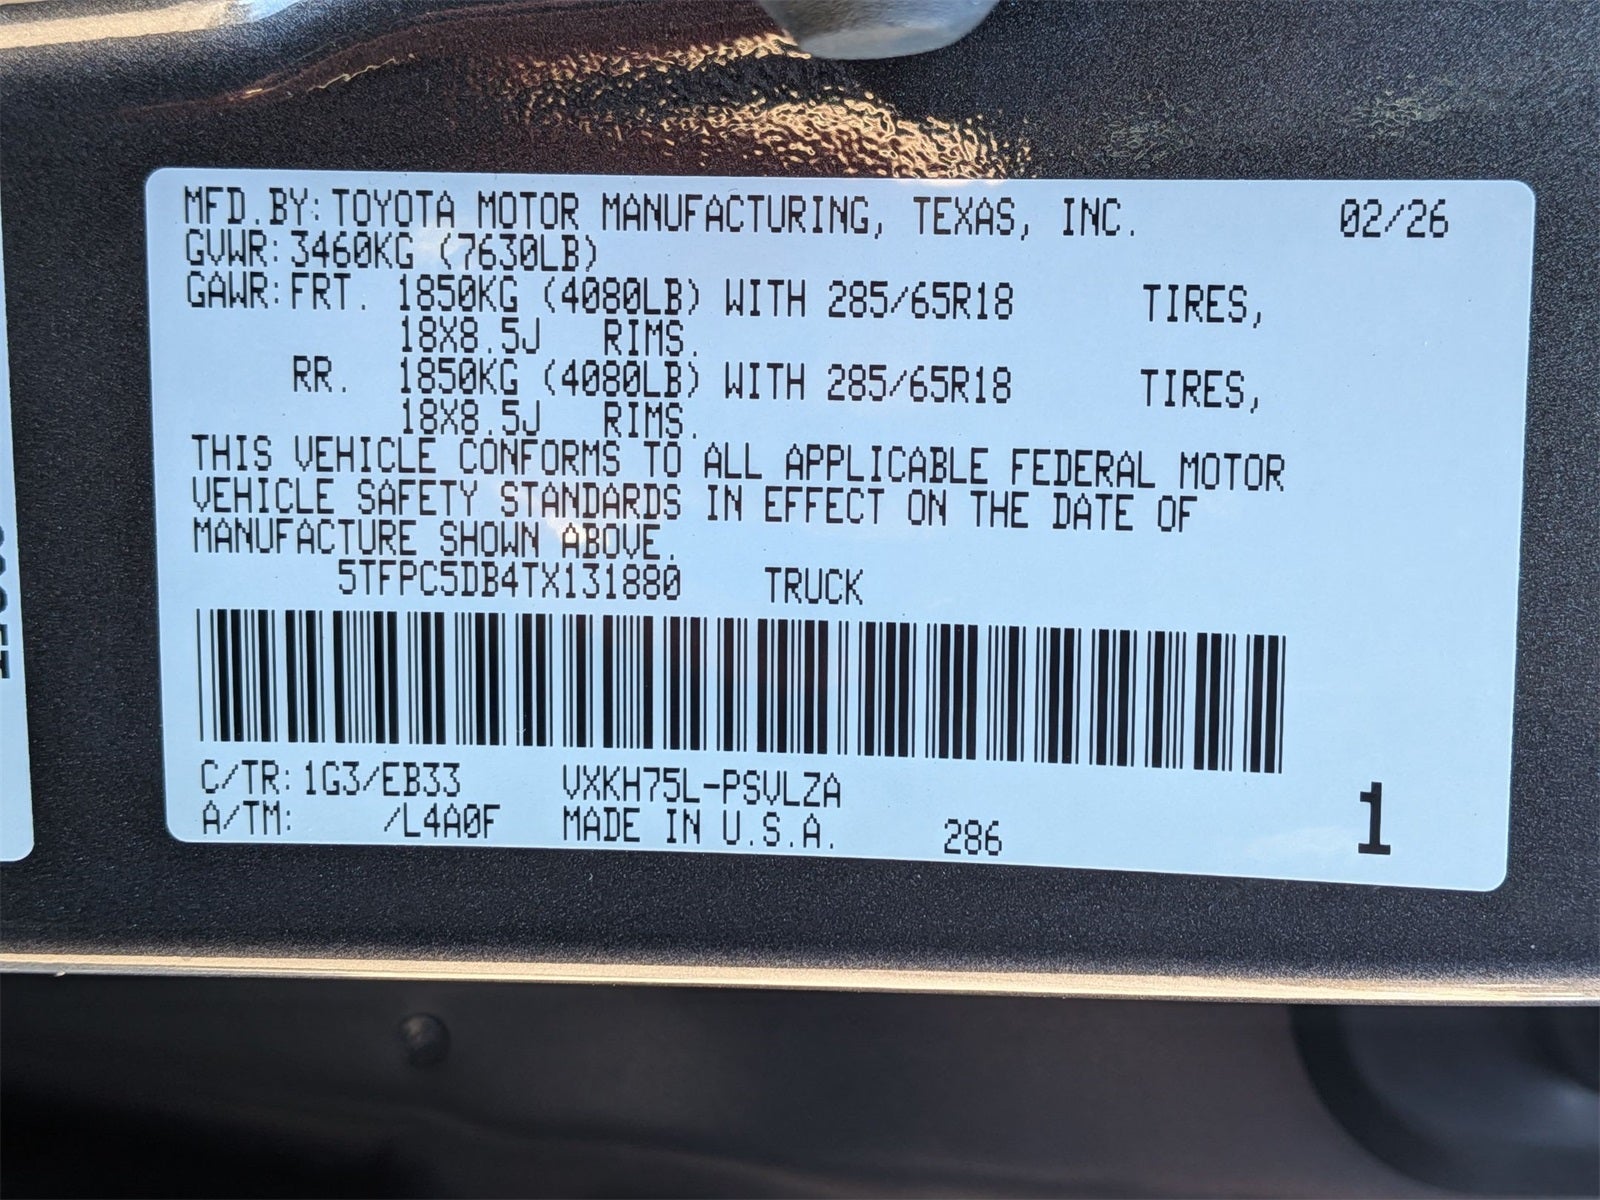 MFD.BY: TOYOTA MOTOR MANUFACTURING, TEXAS, INC. 02/26
GVWR: 3460KG (7630LB)
GAWR: FRT. 1850KG (4080LB) WITH 285/65R18 TIRES,
18X8.5J RIMS.
RR. 1850KG (4080LB) WITH 285/65R18 TIRES,
18X8.5J RIMS.
THIS VEHICLE CONFORMS TO ALL APPLICABLE FEDERAL MOTOR
VEHICLE SAFETY STANDARDS IN EFFECT ON THE DATE OF
MANUFACTURE SHOWN ABOVE.
5TFPC5DB4TX131880 TRUCK
C/TR: 1G3/EB33 VXKH75L-PSVLZA
A/TM: /L4A0F MADE IN U.S.A. 286 1